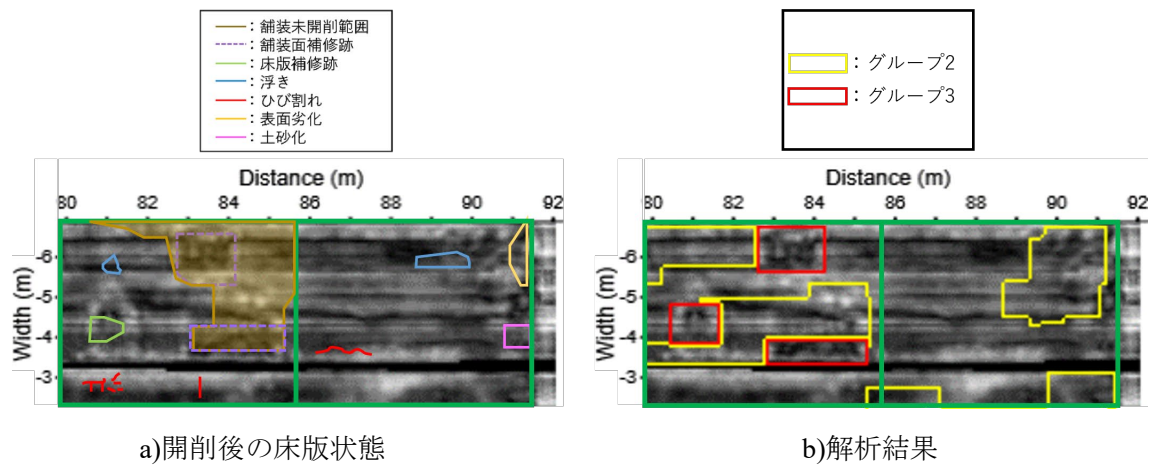 ：舗装未開削範囲
：舗装面補修跡
：床版補修跡
：浮き
：ひび割れ
：表面劣化
：土砂化
：グループ2
：グループ3
Distance (m)
80 82 84 86 88 90 92
Width (m)
-6
-5
-4
-3
Distance (m)
80 82 84 86 88 90 92
Width (m)
-6
-5
-4
-3
a)開削後の床版状態
b)解析結果